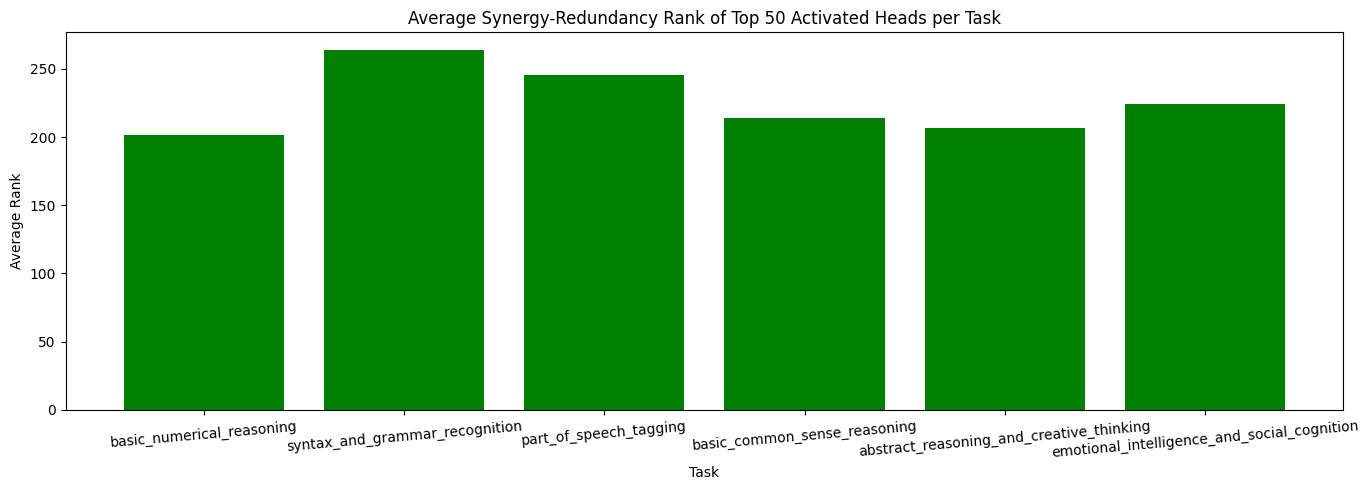 Average Synergy-Redundancy Rank of Top 50 Activated Heads per Task
Average Rank
250
200
150
100
50
0
basic_numerical_reasoning
syntax_and_grammar_recognition
part_of_speech_tagging
basic_common_sense_reasoning
abstract_reasoning_and_creative_thinking
emotional_intelligence_and_social_cognition
Task